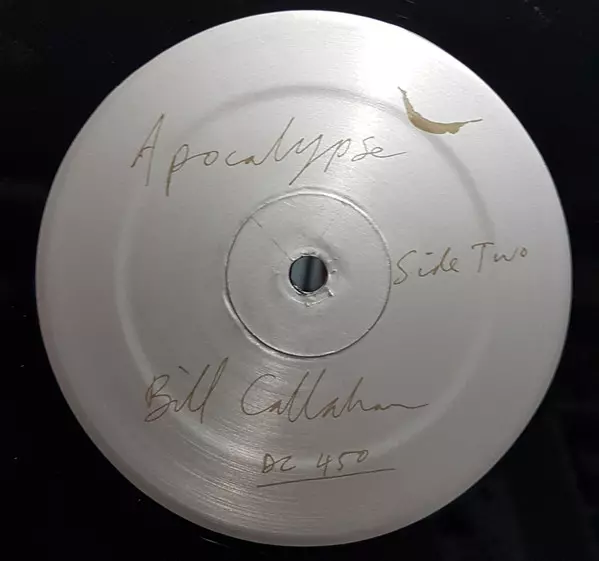 Apocalypse
Side Two
Bill Callahan
DC 450